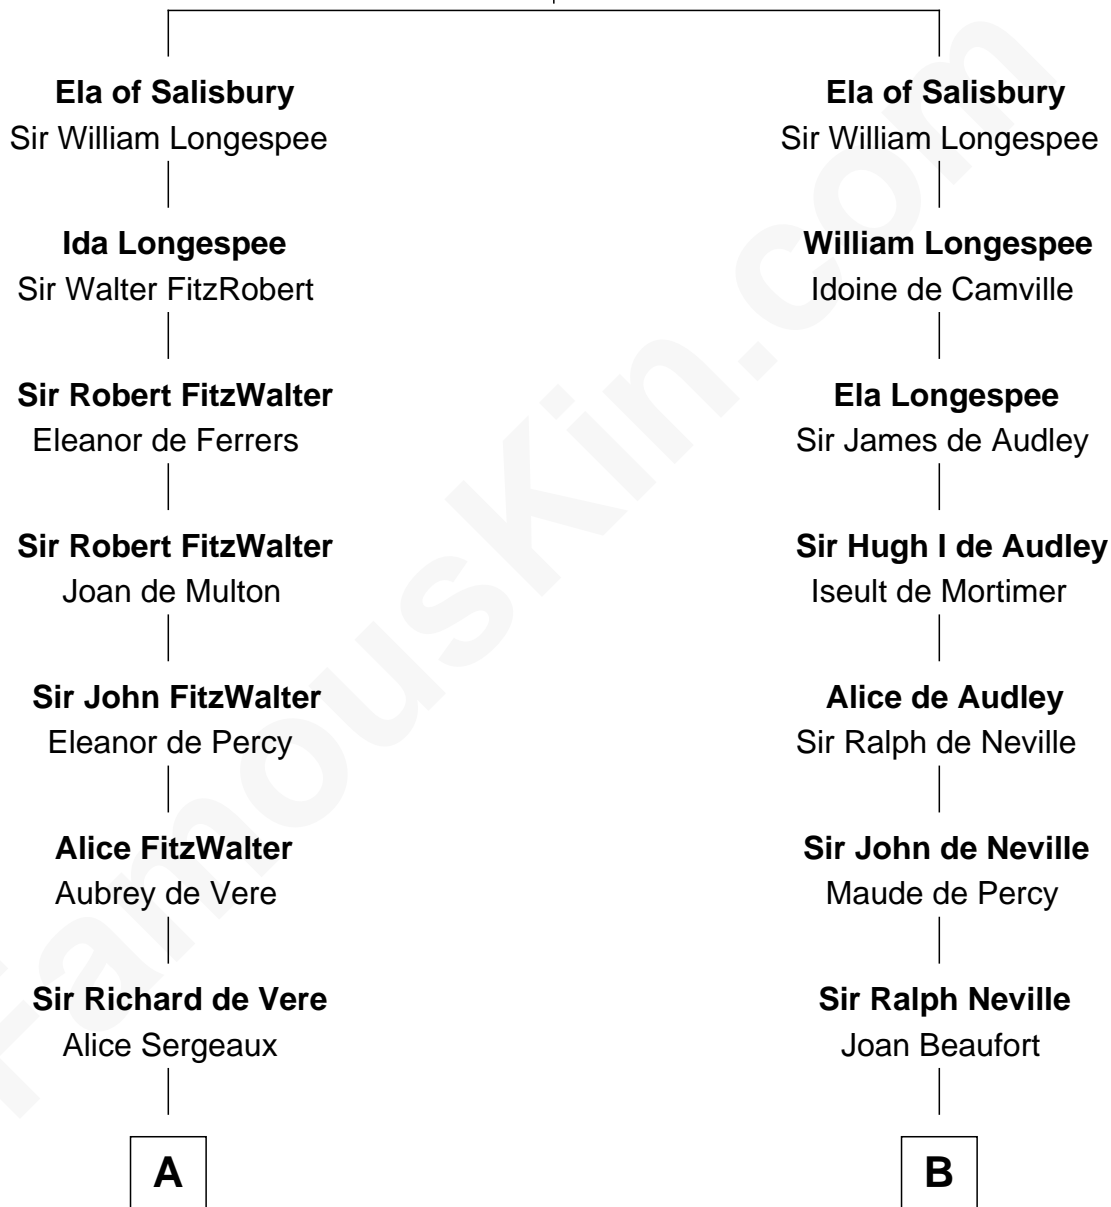 Ela of Salisbury
Sir William Longespee
Ida Longespee
Sir Walter FitzRobert
Sir Robert FitzWalter
Eleanor de Ferrers
Sir Robert FitzWalter
Joan de Multon
Sir John FitzWalter
Eleanor de Percy
Alice FitzWalter
Aubrey de Vere
Sir Richard de Vere
Alice Sergeaux
A
Ela of Salisbury
Sir William Longespee
William Longespee
Idoine de Camville
Ela Longespee
Sir James de Audley
Sir Hugh I de Audley
Iseult de Mortimer
Alice de Audley
Sir Ralph de Neville
Sir John de Neville
Maude de Percy
Sir Ralph Neville
Joan Beaufort
B
FamousKin.com